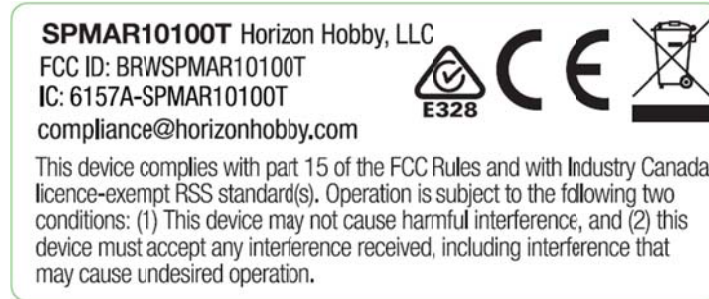 SPMAR10100T Horizon Hobby, LLC
FCC ID: BRWSPMAR10100T
IC: 6157A-SPMAR10100T
compliance@horizonhobby.com
E328
CE
This device complies with part 15 of the FCC Rules and with Industry Canada
licence-exempt RSS standard(s). Operation is subject to the following two
conditions: (1) This device may not cause harmful interference, and (2) this
device must accept any interference received, including interference that
may cause undesired operation.